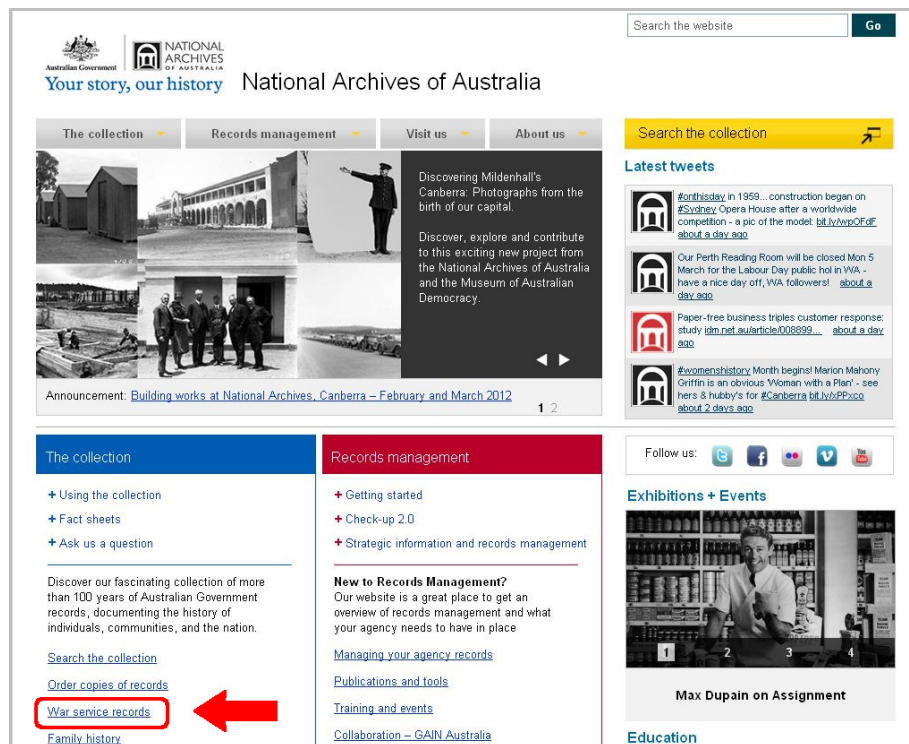 Search the website
Go
Australian Government
NATIONAL
ARCHIVES
OF AUSTRALIA
Your story, our history
National Archives of Australia
The collection
Records management
Visit us
About us
Search the collection
Discovering Mildenhall's
Canberra: Photographs from the
birth of our capital.
Discover, explore and contribute
to this exciting new project from
the National Archives of Australia
and the Museum of Australian
Democracy.
Announcement: Building works at National Archives, Canberra – February and March 2012
1 2
Latest tweets
#onthisday in 1959... construction began on
#Sydney Opera House after a worldwide
competition - a pic of the model: bit.ly/wpOFdF
about a day ago
Our Perth Reading Room will be closed Mon 5
March for the Labour Day public hol in WA -
have a nice day off, WA followers! about a
day ago
Paper-free business triples customer response:
study idm.net.au/article/008899... about a day
ago
#womenshistory Month begins! Marion Mahony
Griffin is an obvious 'Woman with a Plan' - see
hers & hubby's for #Canberra bit.ly/xPPxco
about 2 days ago
The collection
+ Using the collection
+ Fact sheets
+ Ask us a question
Discover our fascinating collection of more
than 100 years of Australian Government
records, documenting the history of
individuals, communities, and the nation.
Search the collection
Order copies of records
War service records
Family history
Records management
+ Getting started
+ Check-up 2.0
+ Strategic information and records management
New to Records Management?
Our website is a great place to get an
overview of records management and what
your agency needs to have in place
Managing your agency records
Publications and tools
Training and events
Collaboration – GAIN Australia
Follow us:
You
Tube
Exhibitions + Events
1 2 3 4
Max Dupain on Assignment
Education